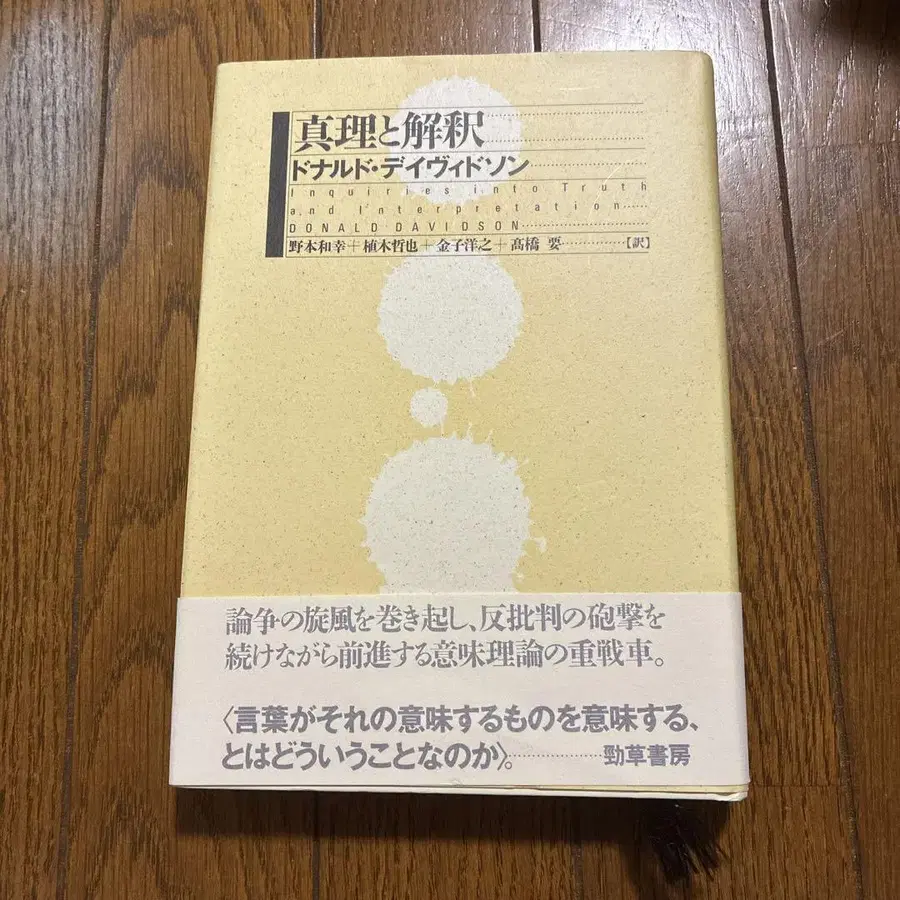 真理と解釈
ドナルド・デイヴィドソン
Inquiries into Truth
and Interpretation
DONALD DAVIDSON
野本和幸+植木哲也+金子洋之+髙橋 要【訳】
論争の旋風を巻き起し、反批判の砲撃を
続けながら前進する意味理論の重戦車。
〈言葉がそれの意味するものを意味する、
とはどういうことなのか〉。 勁草書房